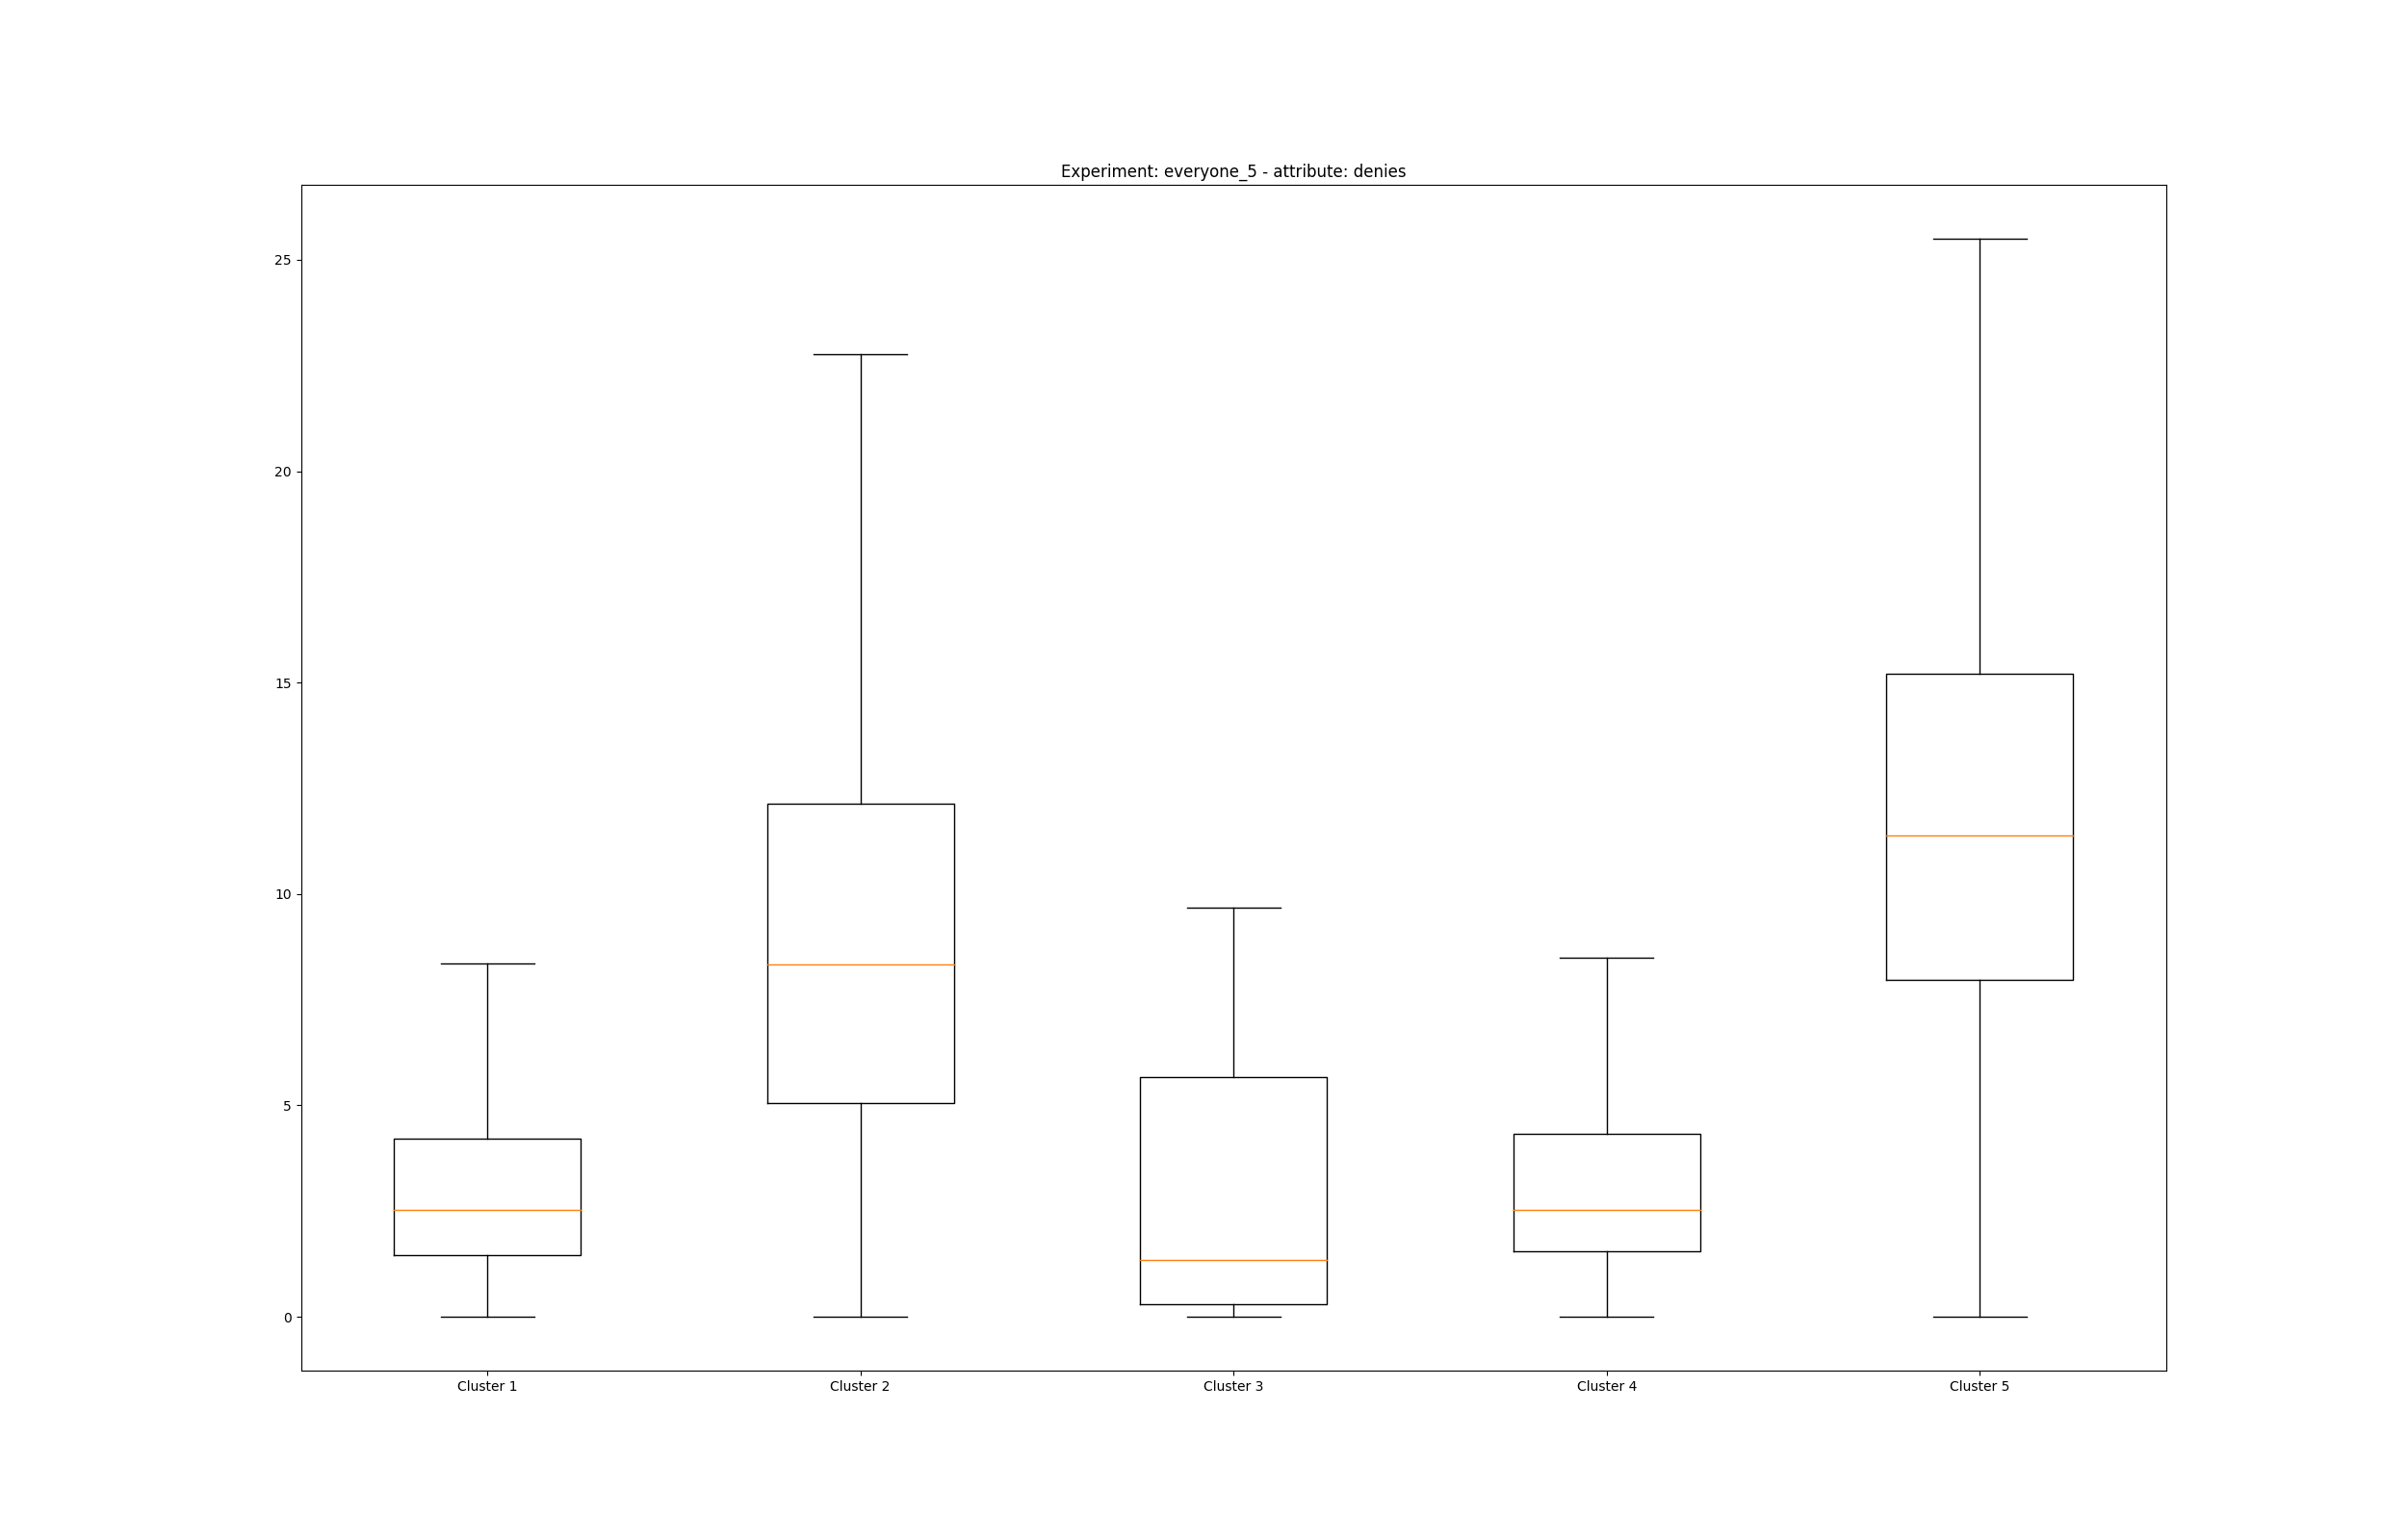 Experiment: everyone_5 - attribute: denies
25
20
15
10
5
0
Cluster 1
Cluster 2
Cluster 3
Cluster 4
Cluster 5